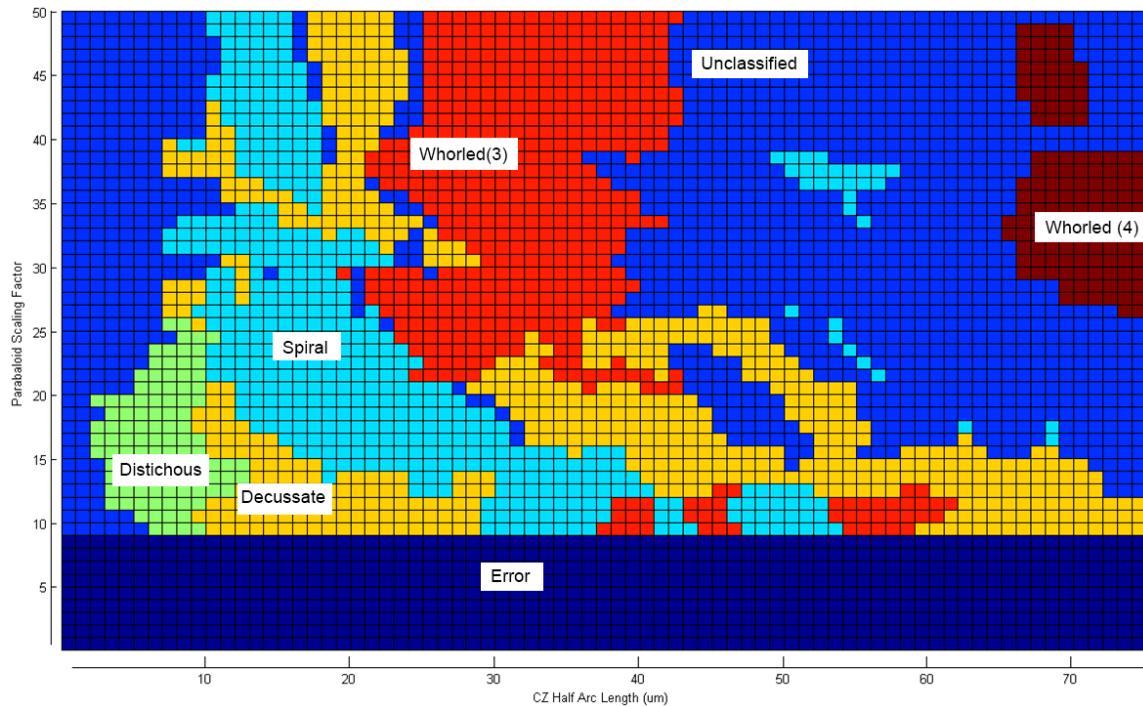 50
45
Unclassified
40
Whorled(3)
35
Whorled (4)
30
Parabaloid Scaling Factor
25
Spiral
20
15
Distichous
Decussate
10
Error
5
10 20 30 40 50 60 70
CZ Half Arc Length (um)